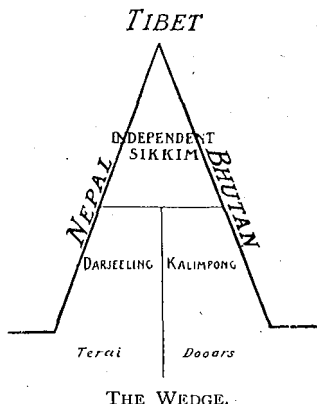 TIBET
INDEPENDENT
SIKKIM
NEPAL
BHUTAN
DARJEELING KALIMPONG
Terai Dooars
THE WEDGE.